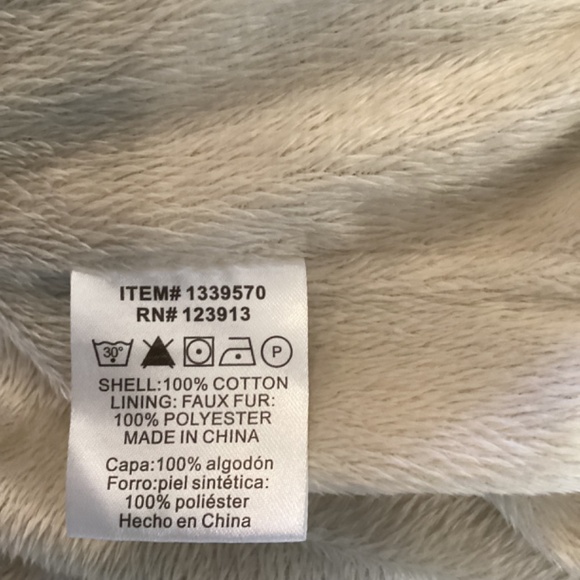 ITEM# 1339570
RN# 123913
30° P
SHELL:100% COTTON
LINING: FAUX FUR:
100% POLYESTER
MADE IN CHINA
Capa:100% algodón
Forro:piel sintética:
100% poliéster
Hecho en China